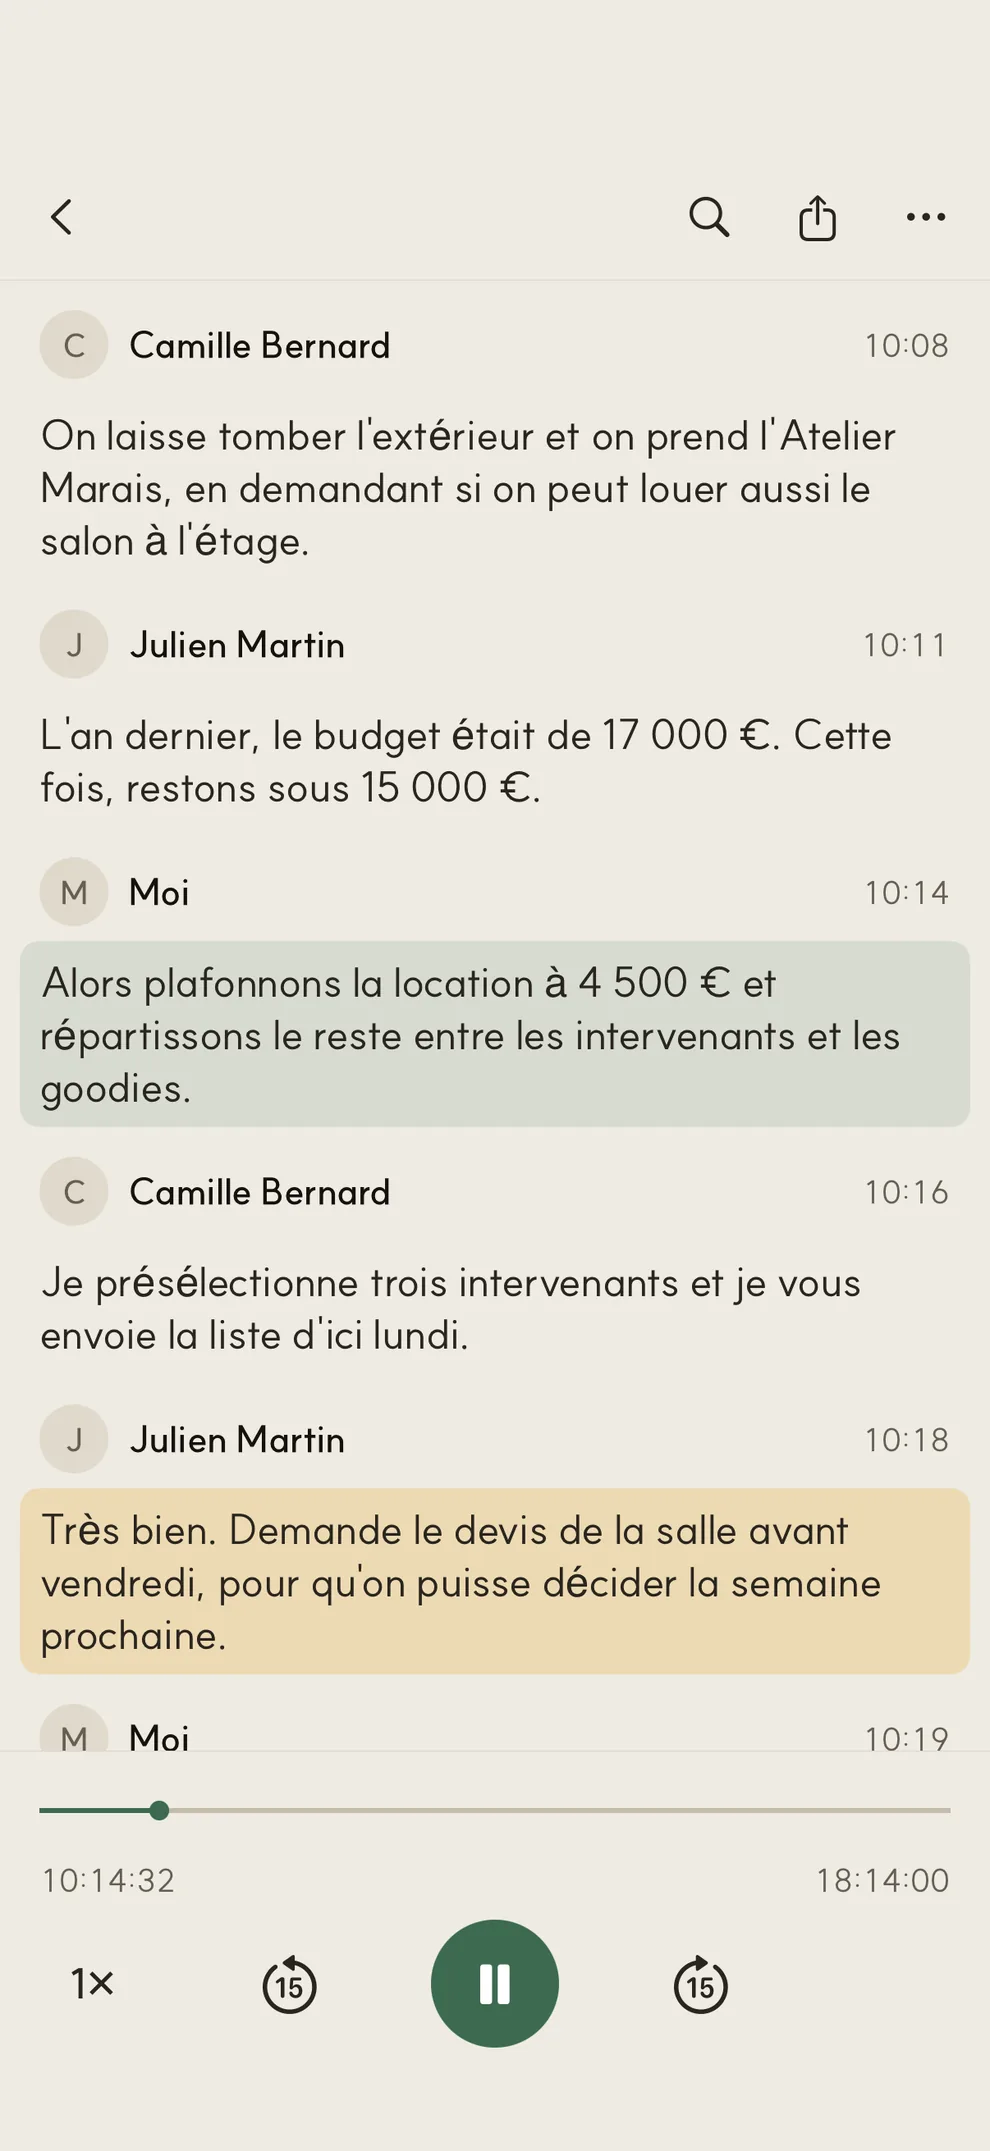 C Camille Bernard 10:08
On laisse tomber l'extérieur et on prend l'Atelier
Marais, en demandant si on peut louer aussi le
salon à l'étage.
J Julien Martin 10:11
L'an dernier, le budget était de 17 000 €. Cette
fois, restons sous 15 000 €.
M Moi 10:14
Alors plafonnons la location à 4 500 € et
répartissons le reste entre les intervenants et les
goodies.
C Camille Bernard 10:16
Je présélectionne trois intervenants et je vous
envoie la liste d'ici lundi.
J Julien Martin 10:18
Très bien. Demande le devis de la salle avant
vendredi, pour qu'on puisse décider la semaine
prochaine.
M Moi 10:19
10:14:32 18:14:00
1× 15 15